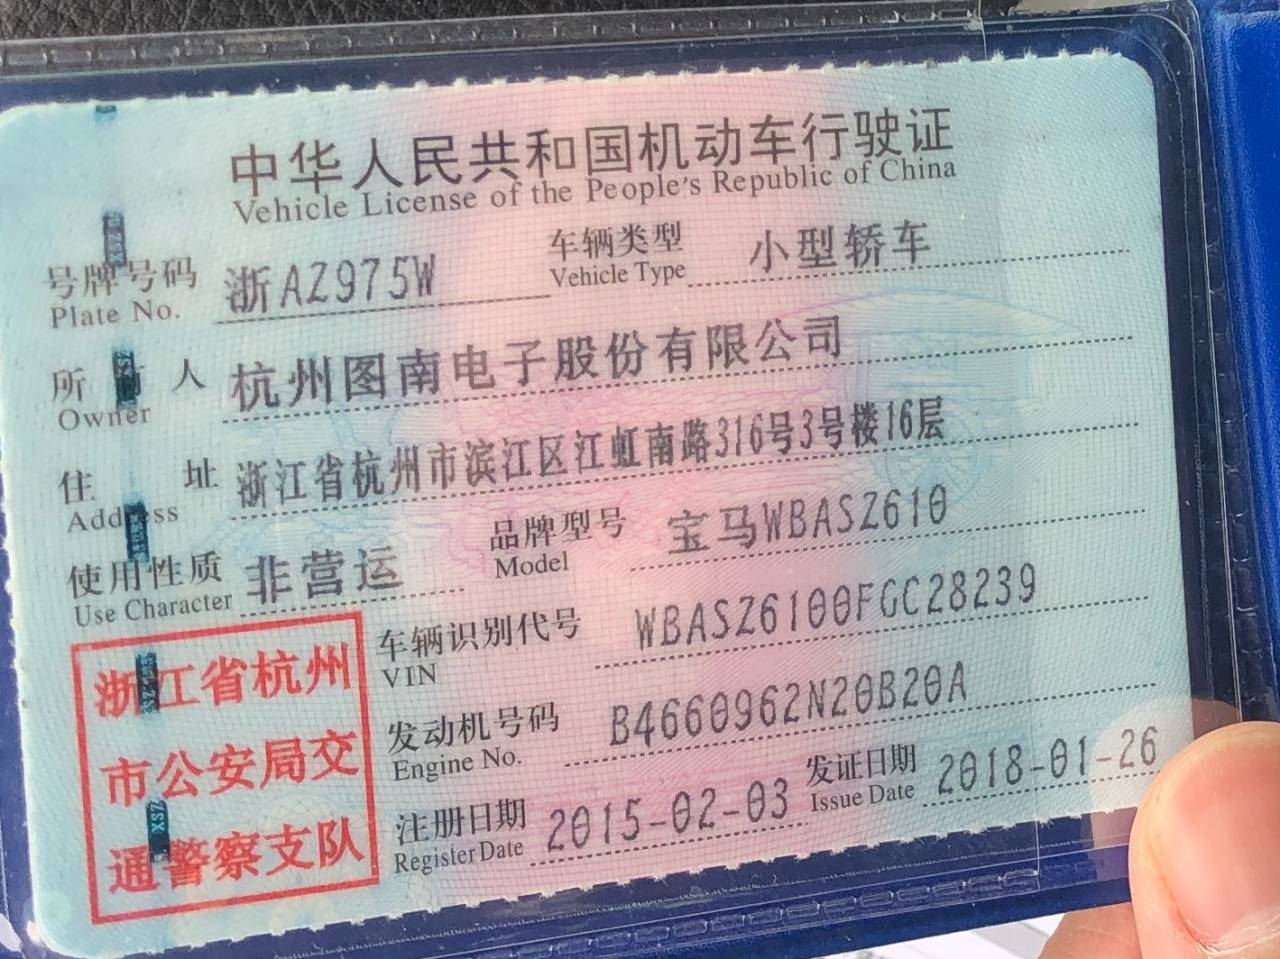 中华人民共和国机动车行驶证
Vehicle License of the People's Republic of China
号牌号码 浙AZ975W 车辆类型 小型轿车
Plate No. Vehicle Type
所有人 杭州图南电子股份有限公司
Owner
住址 浙江省杭州市滨江区江虹南路316号3号楼16层
Address
使用性质 非营运 品牌型号 宝马WBASZ610
Use Character Model
车辆识别代号 WBASZ6100FGC28239
VIN
发动机号码 B4660962N20B20A
Engine No.
注册日期 2015-02-03 发证日期 2018-01-26
Register Date Issue Date
浙江省杭州
市公安局交
通警察支队